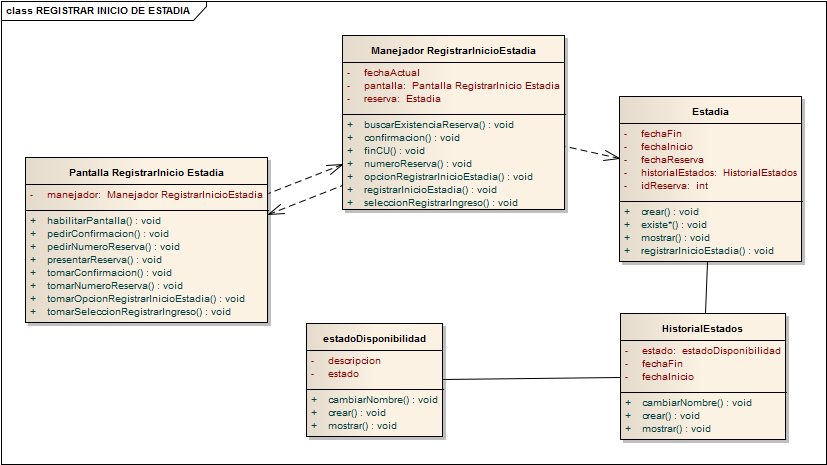 class REGISTRAR INICIO DE ESTADIA
Manejador RegistrarInicioEstadia
- fechaActual
- pantalla: Pantalla RegistrarInicio Estadia
- reserva: Estadia
+ buscarExistenciaReserva() : void
+ confirmacion() : void
+ finCU() : void
+ numeroReserva() : void
+ opcionRegistrarInicioEstadia() : void
+ registrarInicioEstadia() : void
+ seleccionRegistrarIngreso() : void
Estadia
- fechaFin
- fechaInicio
- fechaReserva
- historialEstados: HistorialEstados
- idReserva: int
+ crear() : void
+ existe*() : void
+ mostrar() : void
+ registrarInicioEstadia() : void
Pantalla RegistrarInicio Estadia
- manejador: Manejador RegistrarInicioEstadia
+ habilitarPantalla() : void
+ pedirConfirmacion() : void
+ pedirNumeroReserva() : void
+ presentarReserva() : void
+ tomarConfirmacion() : void
+ tomarNumeroReserva() : void
+ tomarOpcionRegistrarInicioEstadia() : void
+ tomarSeleccionRegistrarIngreso() : void
estadoDisponibilidad
- descripcion
- estado
+ cambiarNombre() : void
+ crear() : void
+ mostrar() : void
HistorialEstados
- estado: estadoDisponibilidad
- fechaFin
- fechaInicio
+ cambiarNombre() : void
+ crear() : void
+ mostrar() : void